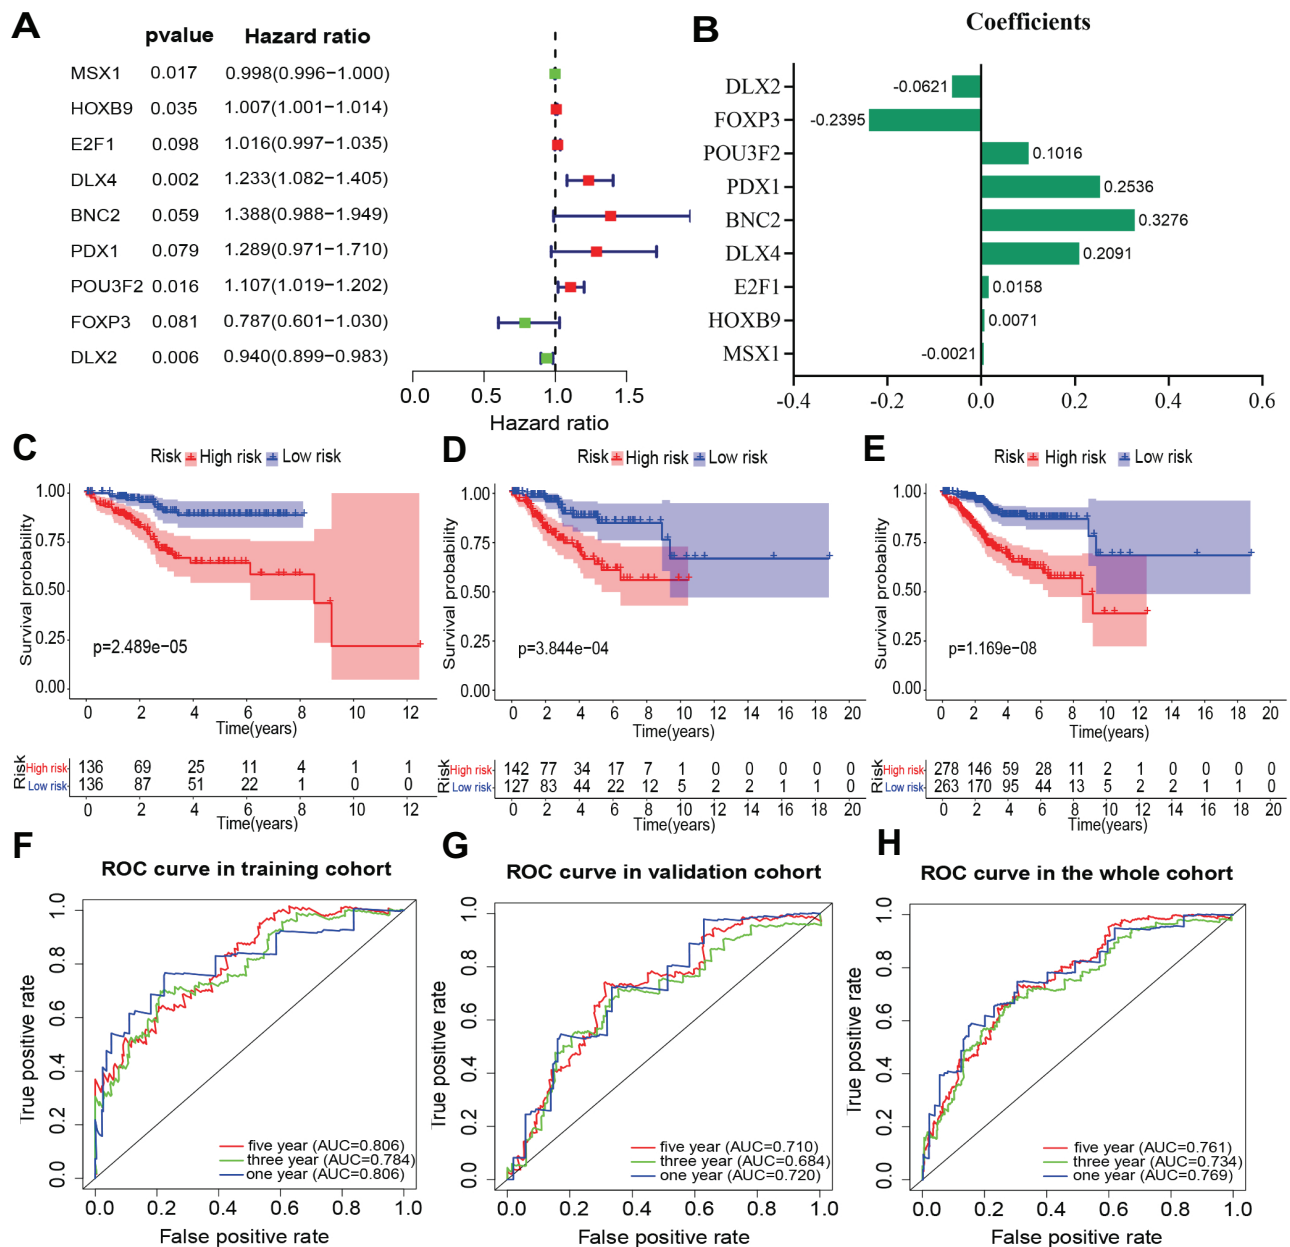 A
pvalue Hazard ratio
MSX1 0.017 0.998(0.996−1.000)
HOXB9 0.035 1.007(1.001−1.014)
E2F1 0.098 1.016(0.997−1.035)
DLX4 0.002 1.233(1.082−1.405)
BNC2 0.059 1.388(0.988−1.949)
PDX1 0.079 1.289(0.971−1.710)
POU3F2 0.016 1.107(1.019−1.202)
FOXP3 0.081 0.787(0.601−1.030)
DLX2 0.006 0.940(0.899−0.983)
0.0 0.5 1.0 1.5
Hazard ratio
B
Coefficients
DLX2 -0.0621
FOXP3 -0.2395
POU3F2 0.1016
PDX1 0.2536
BNC2 0.3276
DLX4 0.2091
E2F1 0.0158
HOXB9 0.0071
MSX1 -0.0021
-0.4 -0.2 0.0 0.2 0.4 0.6
C
Risk High risk Low risk
Survival probability
1.00
0.75
0.50
0.25
0.00
p=2.489e−05
0 2 4 6 8 10 12
Time(years)
Risk
High risk 136 69 25 11 4 1 1
Low risk 136 87 51 22 1 0 0
0 2 4 6 8 10 12
Time(years)
D
Risk High risk Low risk
Survival probability
1.00
0.75
0.50
0.25
0.00
p=3.844e−04
0 2 4 6 8 10 12 14 16 18 20
Time(years)
Risk
High risk 142 77 34 17 7 1 0 0 0 0 0
Low risk 127 83 44 22 12 5 2 2 1 1 0
0 2 4 6 8 10 12 14 16 18 20
Time(years)
E
Risk High risk Low risk
Survival probability
1.00
0.75
0.50
0.25
0.00
p=1.169e−08
0 2 4 6 8 10 12 14 16 18 20
Time(years)
Risk
High risk 278 146 59 28 11 2 1 0 0 0 0
Low risk 263 170 95 44 13 5 2 2 1 1 0
0 2 4 6 8 10 12 14 16 18 20
Time(years)
F
ROC curve in training cohort
True positive rate
1.0
0.8
0.6
0.4
0.2
0.0
five year (AUC=0.806)
three year (AUC=0.784)
one year (AUC=0.806)
0.0 0.2 0.4 0.6 0.8 1.0
False positive rate
G
ROC curve in validation cohort
True positive rate
1.0
0.8
0.6
0.4
0.2
0.0
five year (AUC=0.710)
three year (AUC=0.684)
one year (AUC=0.720)
0.0 0.2 0.4 0.6 0.8 1.0
False positive rate
H
ROC curve in the whole cohort
True positive rate
1.0
0.8
0.6
0.4
0.2
0.0
five year (AUC=0.761)
three year (AUC=0.734)
one year (AUC=0.769)
0.0 0.2 0.4 0.6 0.8 1.0
False positive rate